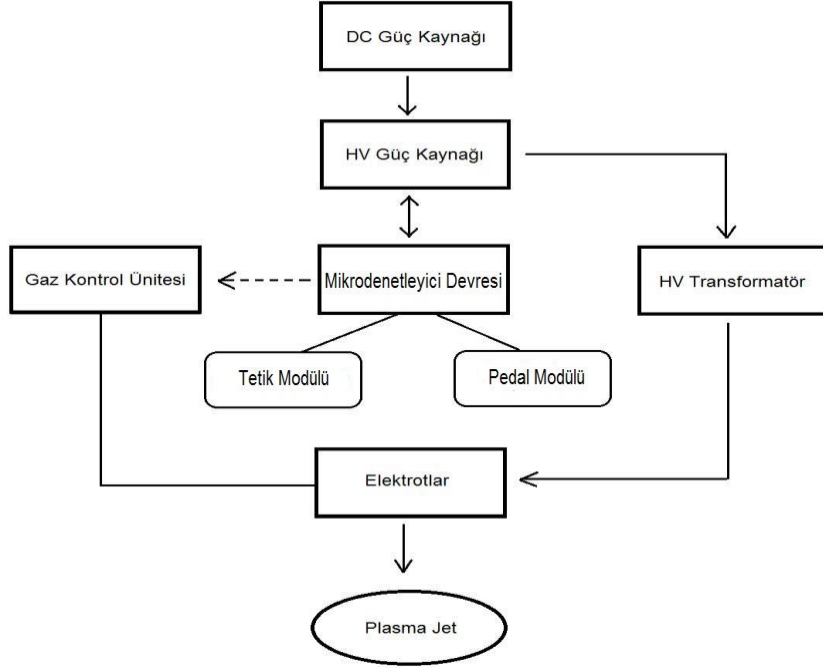 DC Güç Kaynağı
HV Güç Kaynağı
Gaz Kontrol Ünitesi
Mikrodenetleyici Devresi
HV Transformatör
Tetik Modülü
Pedal Modülü
Elektrotlar
Plasma Jet